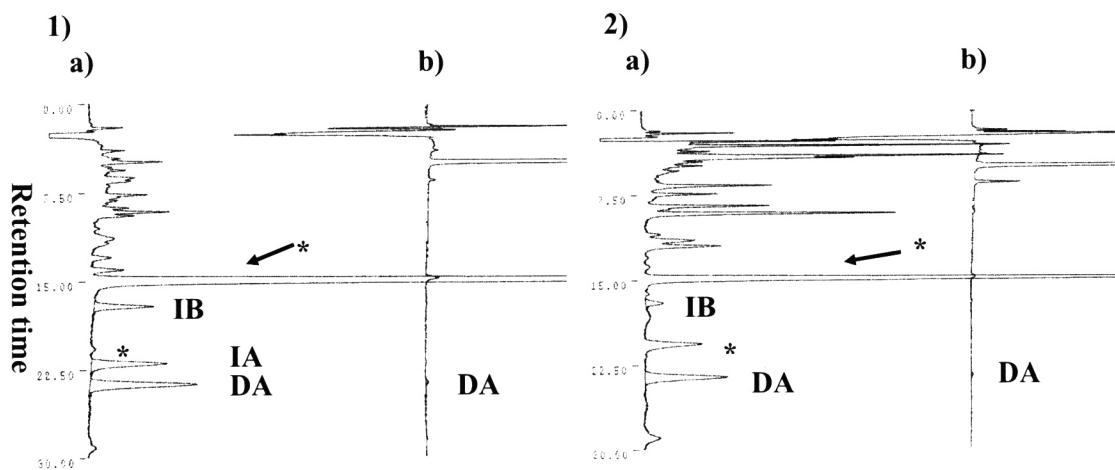 1)
a)
b)
Retention time
0.00
7.50
15.00
22.50
30.00
*
IB
*
IA
DA
DA
2)
a)
b)
0.00
7.50
15.00
22.50
30.00
*
IB
*
DA
DA